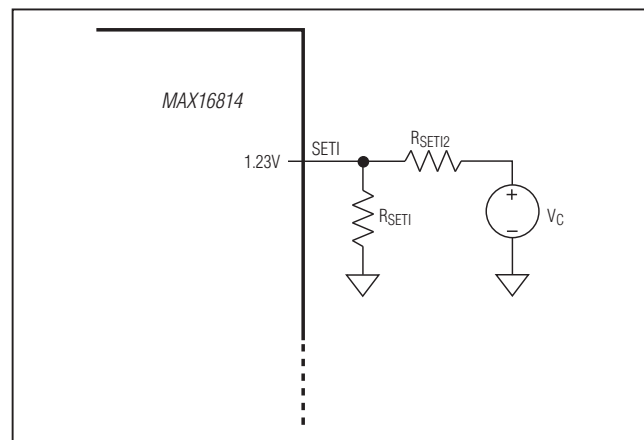 MAX16814
1.23V
SETI
RSETI2
RSETI
+
–
VC